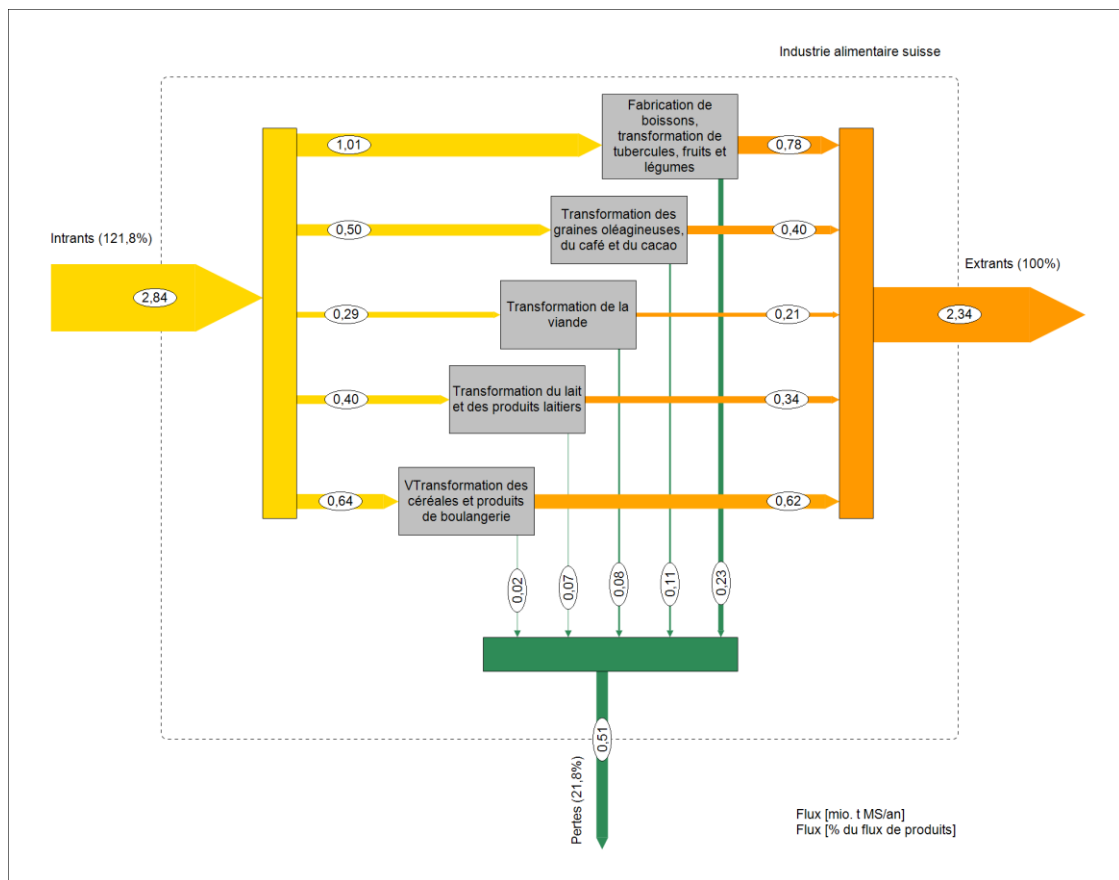 Industrie alimentaire suisse
Fabrication de
boissons,
transformation de
tubercules, fruits et
légumes
1,01
0,78
Transformation des
graines oléagineuses,
du café et du cacao
0,50
0,40
Intrants (121,8%)
Extrants (100%)
2,84
Transformation de la
viande
0,29
0,21
2,34
Transformation du lait
et des produits laitiers
0,40
0,34
VTransformation des
céréales et produits
de boulangerie
0,64
0,62
0,02
0,07
0,08
0,11
0,23
0,51
Pertes (21,8%)
Flux [mio. t MS/an]
Flux [% du flux de produits]